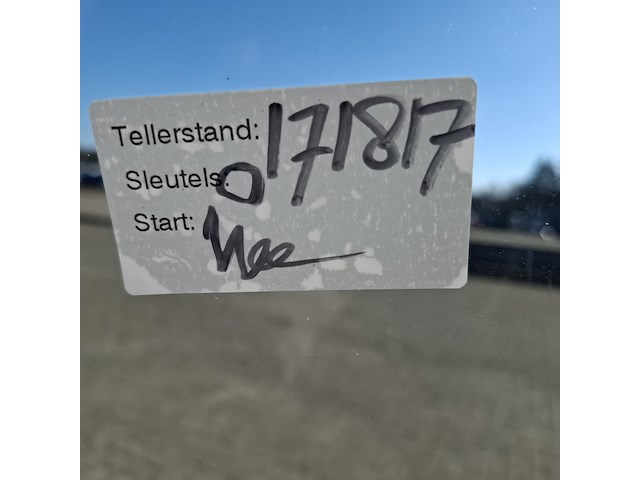 Tellerstand: 171817
Sleutels: 0
Start: Nee